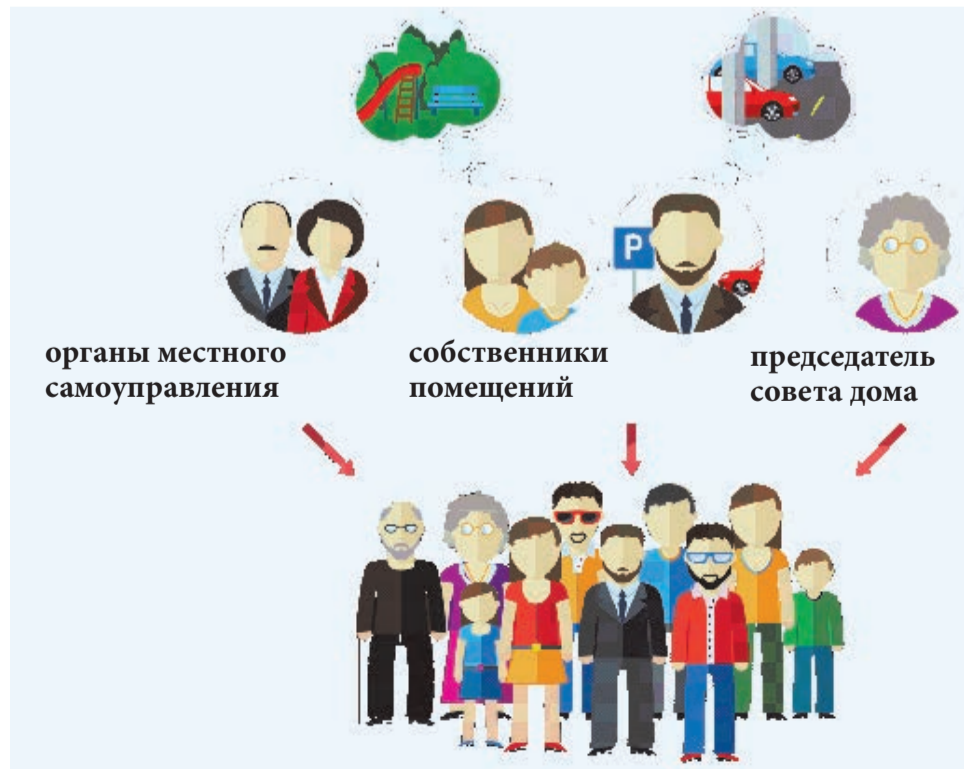 P
органы местного
самоуправления
собственники
помещений
председатель
совета дома